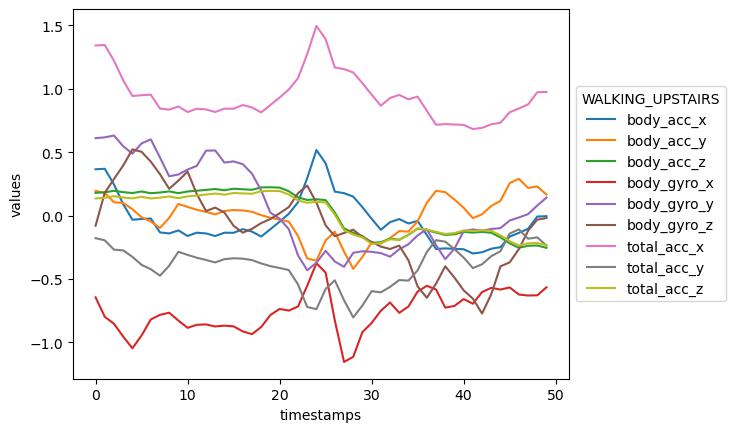 1.5
1.0
0.5
0.0
−0.5
−1.0
values
0
10
20
30
40
50
timestamps
WALKING_UPSTAIRS
body_acc_x
body_acc_y
body_acc_z
body_gyro_x
body_gyro_y
body_gyro_z
total_acc_x
total_acc_y
total_acc_z